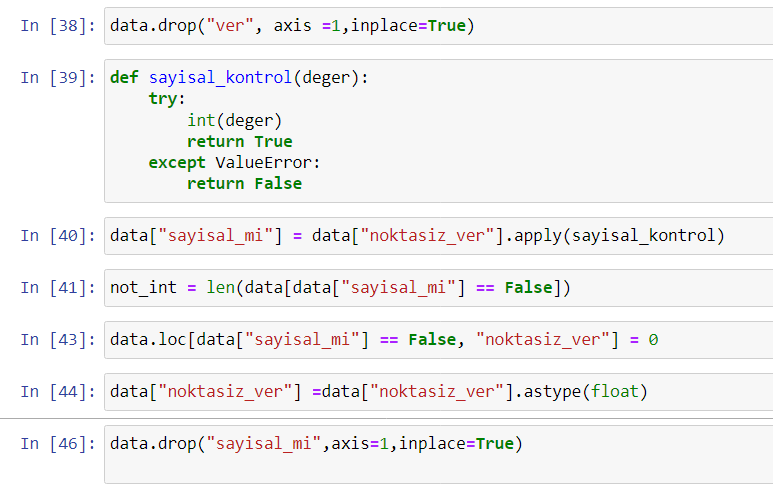 In [38]: data.drop("ver", axis =1,inplace=True)
In [39]: def sayisal_kontrol(deger):
    try:
        int(deger)
        return True
    except ValueError:
        return False
In [40]: data["sayisal_mi"] = data["noktasiz_ver"].apply(sayisal_kontrol)
In [41]: not_int = len(data[data["sayisal_mi"] == False])
In [43]: data.loc[data["sayisal_mi"] == False, "noktasiz_ver"] = 0
In [44]: data["noktasiz_ver"] =data["noktasiz_ver"].astype(float)
In [46]: data.drop("sayisal_mi",axis=1,inplace=True)